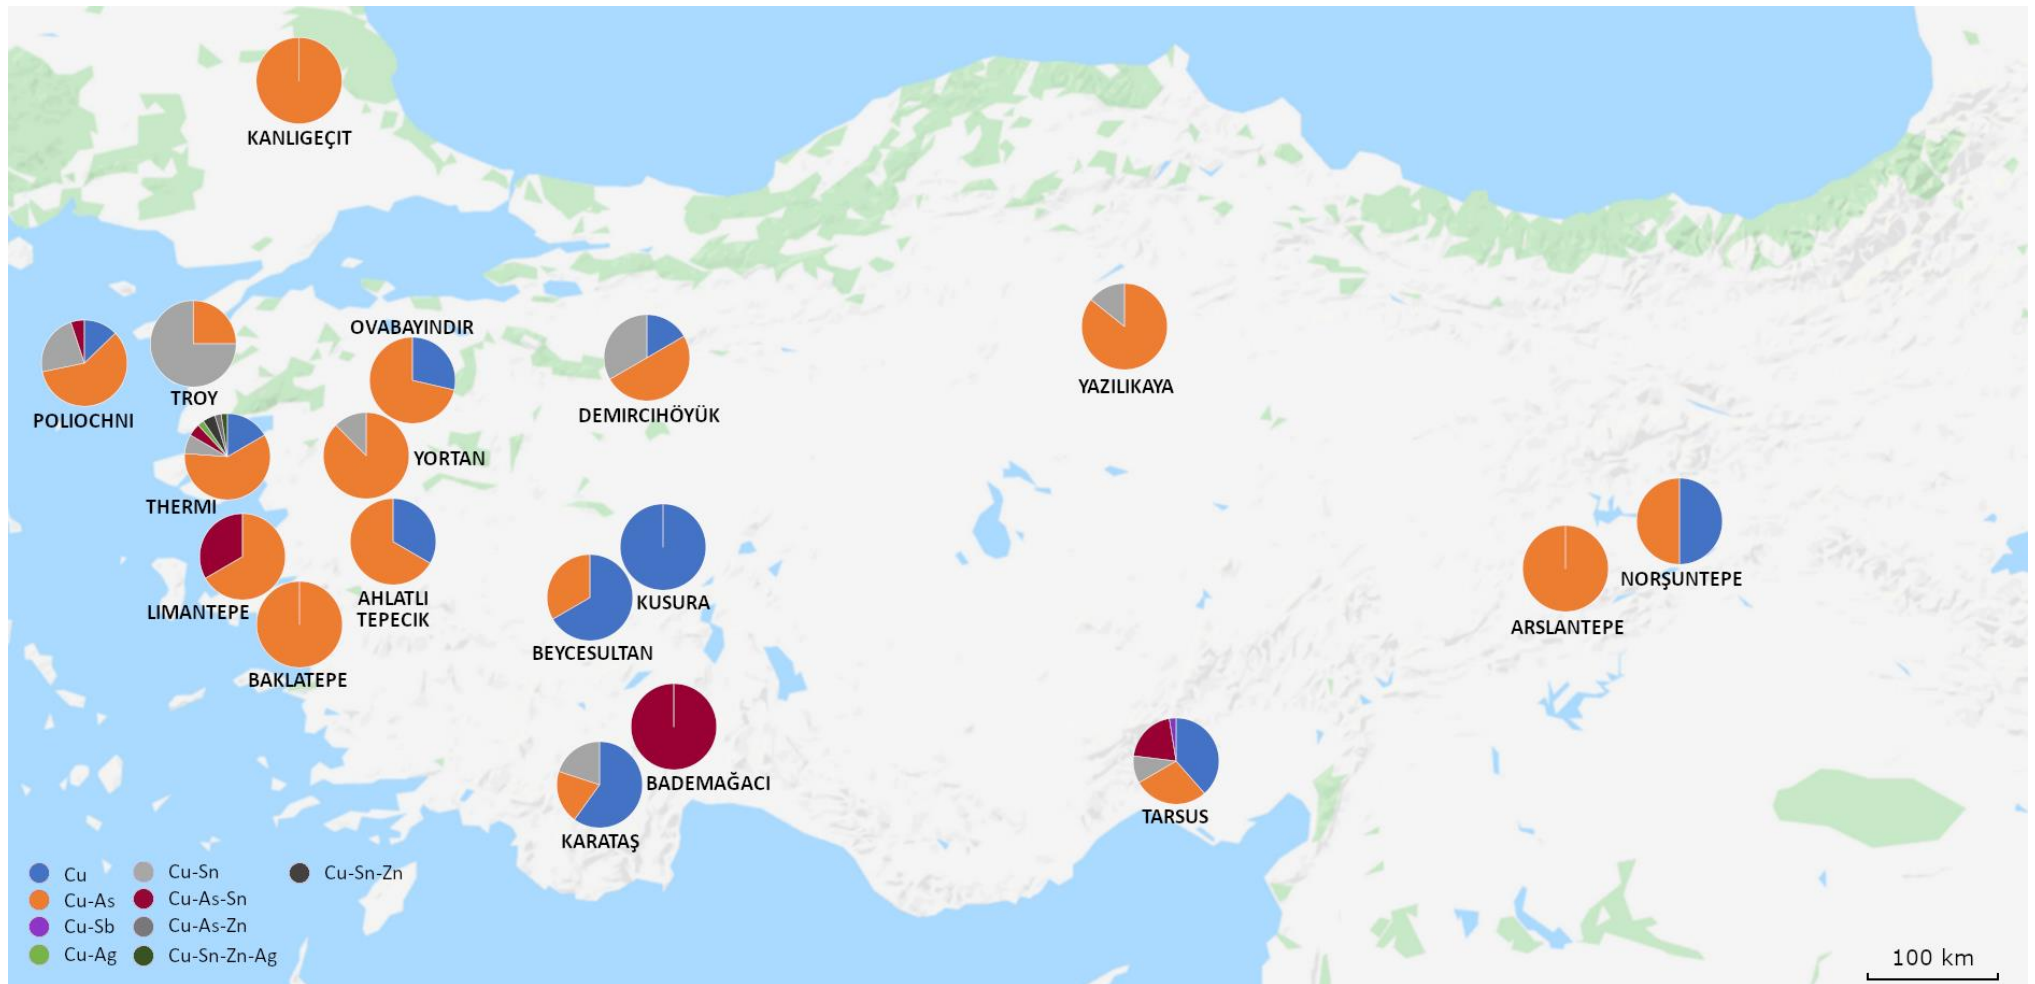 KANLIGEÇIT
OVABAYINDIR
YAZILIKAYA
TROY
POLIOCHNI
DEMIRCIHÖYÜK
YORTAN
THERMI
NORŞUNTEPE
AHLATLI
TEPECIK
KUSURA
LIMANTEPE
ARSLANTEPE
BEYCESULTAN
BAKLATEPE
BADEMAĞACI
TARSUS
KARATAŞ
Cu
Cu-As
Cu-Sb
Cu-Ag
Cu-Sn
Cu-As-Sn
Cu-As-Zn
Cu-Sn-Zn-Ag
Cu-Sn-Zn
100 km